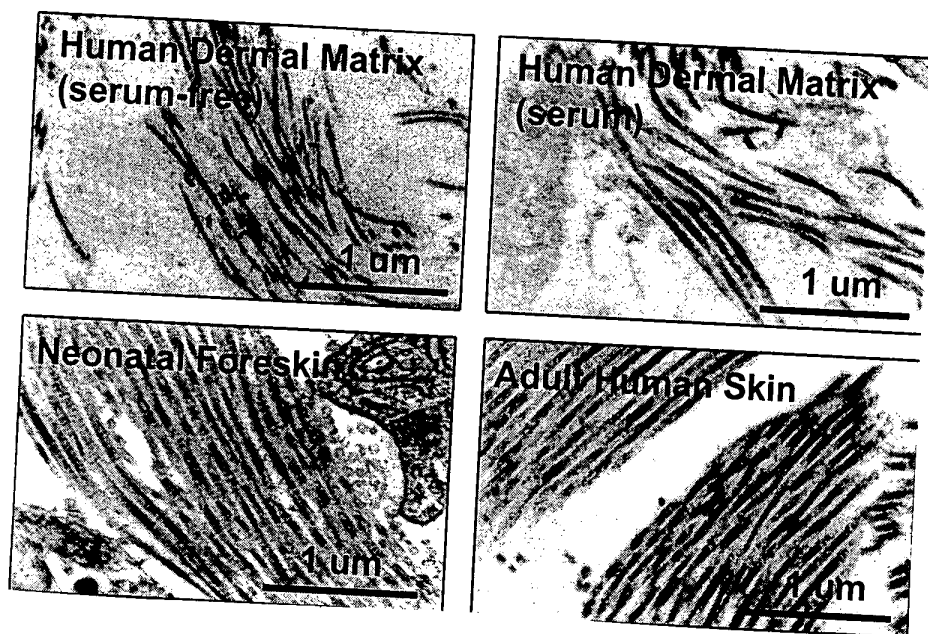 Human Dermal Matrix
(serum-free)
1 um
Human Dermal Matrix
(serum)
1 um
Neonatal Foreskin
1 um
Adult Human Skin
1 um